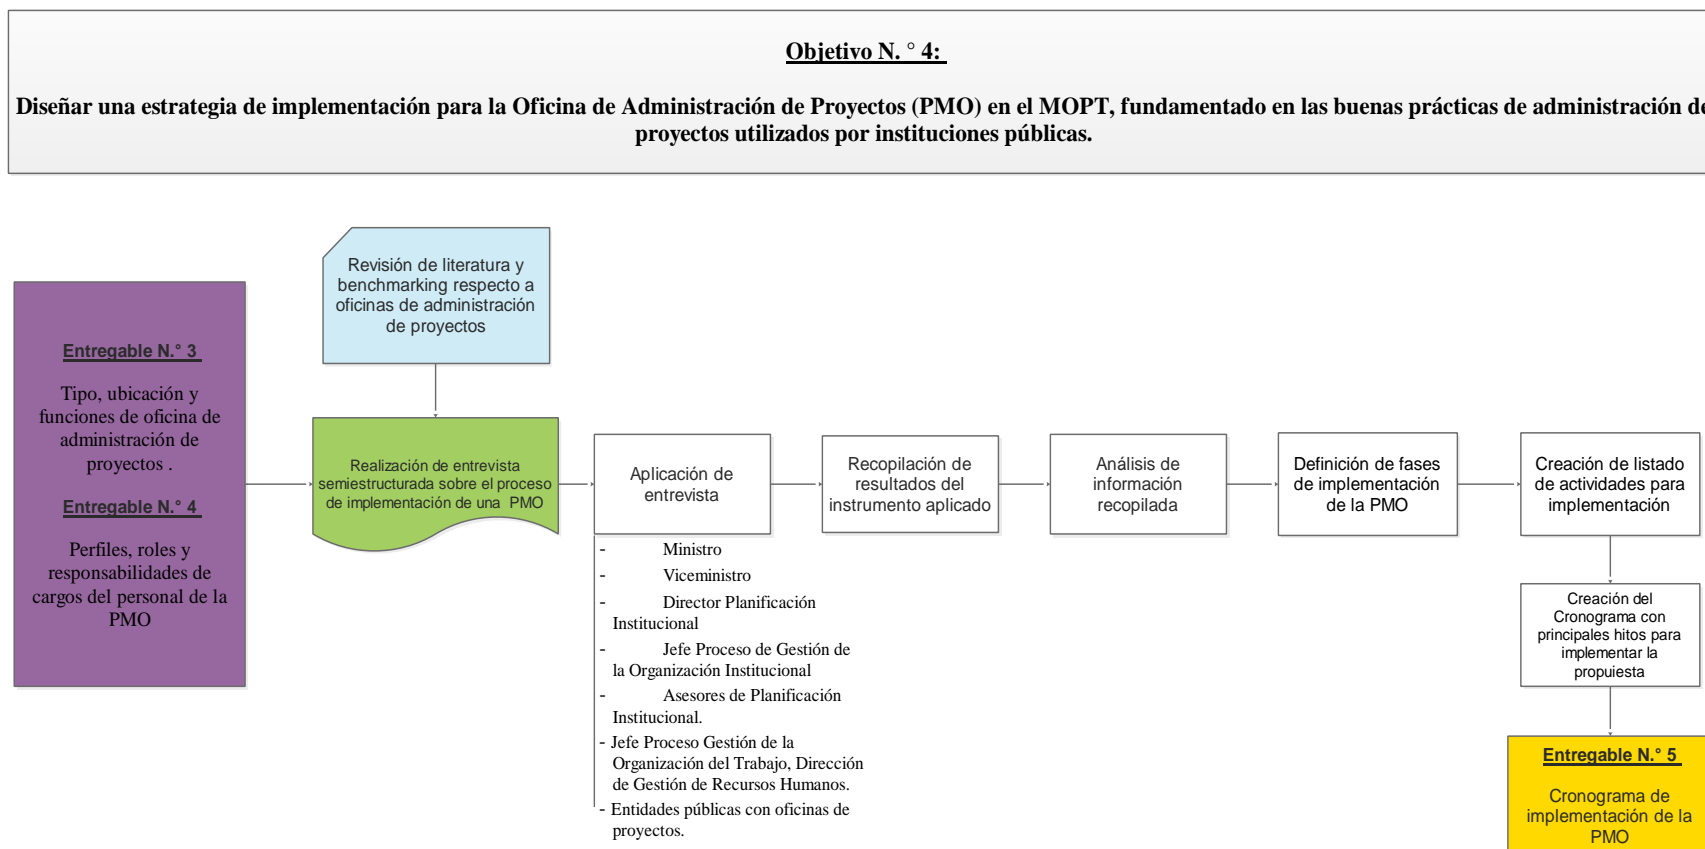 Objetivo N. ° 4:
Diseñar una estrategia de implementación para la Oficina de Administración de Proyectos (PMO) en el MOPT, fundamentado en las buenas prácticas de administración de
proyectos utilizados por instituciones públicas.
Entregable N.° 3
Tipo, ubicación y
funciones de oficina de
administración de
proyectos .
Entregable N.° 4
Perfiles, roles y
responsabilidades de
cargos del personal de la
PMO
Revisión de literatura y
benchmarking respecto a
oficinas de administración
de proyectos
Realización de entrevista
semiestructurada sobre el proceso
de implementación de una PMO
Aplicación de
entrevista
- Ministro
- Viceministro
- Director Planificación
Institucional
- Jefe Proceso de Gestión de
la Organización Institucional
- Asesores de Planificación
Institucional.
- Jefe Proceso Gestión de la
Organización del Trabajo, Dirección
de Gestión de Recursos Humanos.
- Entidades públicas con oficinas de
proyectos.
Recopilación de
resultados del
instrumento aplicado
Análisis de
información
recopilada
Definición de fases
de implementación
de la PMO
Creación de listado
de actividades para
implementación
Creación del
Cronograma con
principales hitos para
implementar la
propuiesta
Entregable N.° 5
Cronograma de
implementación de la
PMO